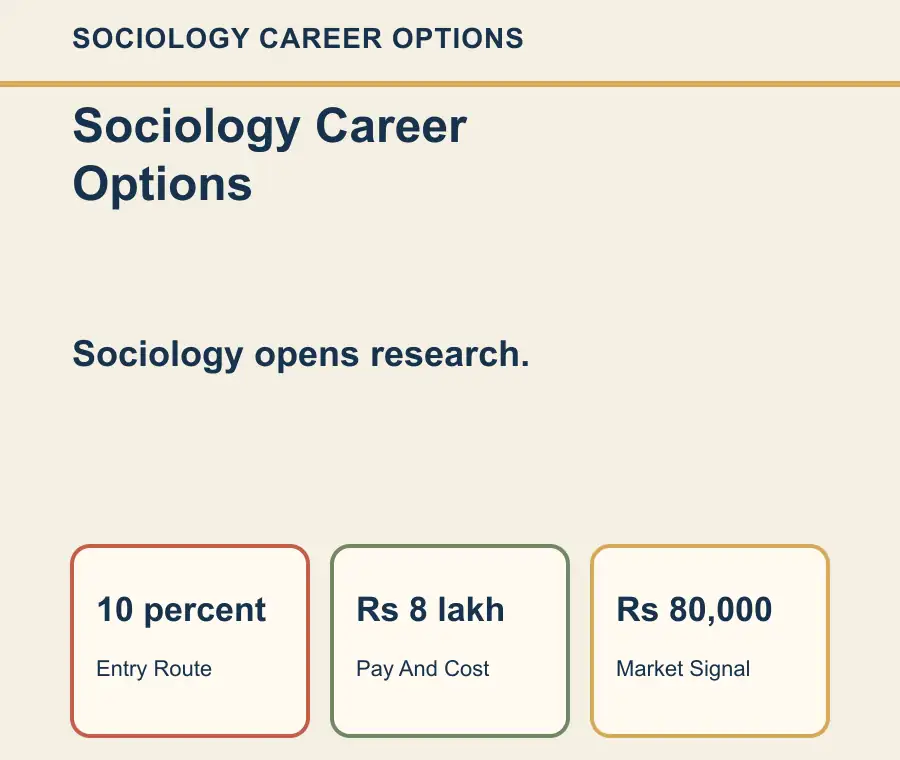 SOCIOLOGY CAREER OPTIONS
Sociology Career
Options
Sociology opens research.
10 percent
Entry Route
Rs 8 lakh
Pay And Cost
Rs 80,000
Market Signal